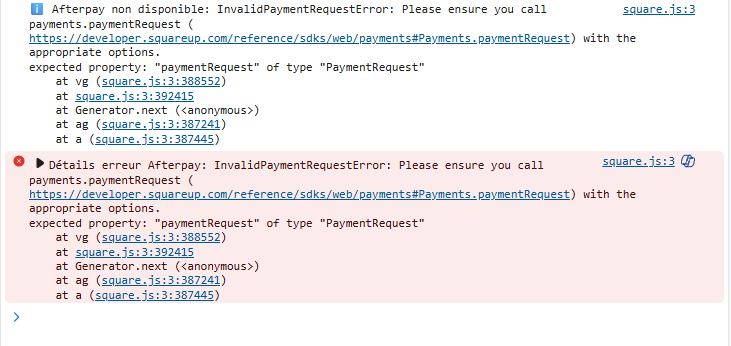 Afterpay non disponible: InvalidPaymentRequestError: Please ensure you call square.js:3
payments.paymentRequest (
https://developer.squareup.com/reference/sdks/web/payments#Payments.paymentRequest) with the
appropriate options.
expected property: "paymentRequest" of type "PaymentRequest"
at vg (square.js:3:388552)
at square.js:3:392415
at Generator.next (<anonymous>)
at ag (square.js:3:387241)
at a (square.js:3:387445)
Détails erreur Afterpay: InvalidPaymentRequestError: Please ensure you call square.js:3
payments.paymentRequest (
https://developer.squareup.com/reference/sdks/web/payments#Payments.paymentRequest) with the
appropriate options.
expected property: "paymentRequest" of type "PaymentRequest"
at vg (square.js:3:388552)
at square.js:3:392415
at Generator.next (<anonymous>)
at ag (square.js:3:387241)
at a (square.js:3:387445)